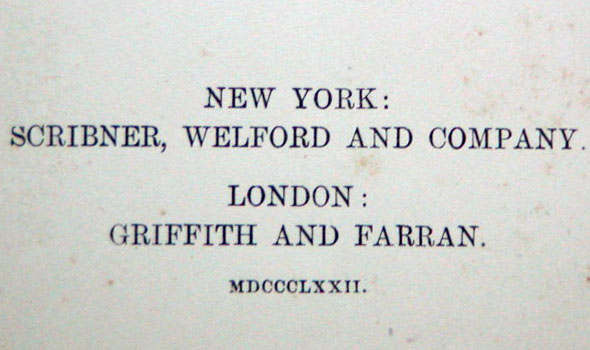 NEW YORK:
SCRIBNER, WELFORD AND COMPANY.
LONDON:
GRIFFITH AND FARRAN.
MDCCCLXXII.